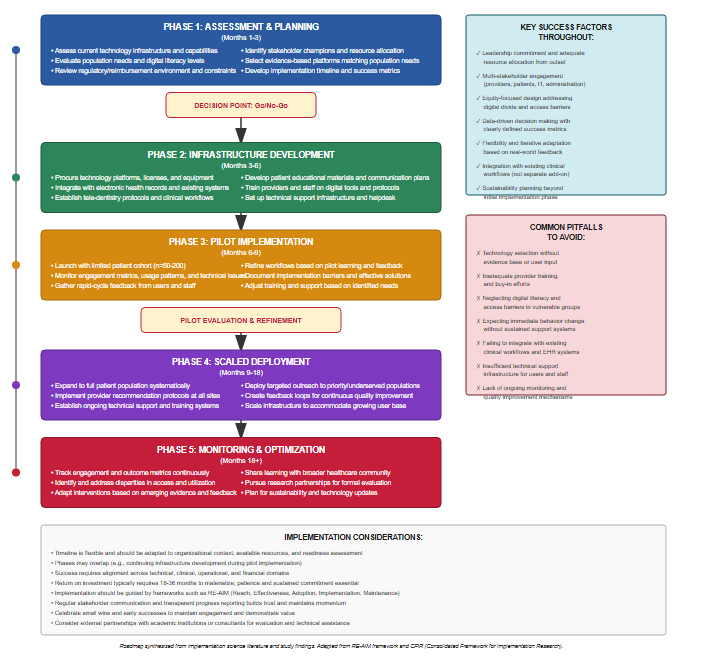 PHASE 1: ASSESSMENT & PLANNING
(Months 1-3)
• Assess current technology infrastructure and capabilities
• Evaluate population needs and digital literacy levels
• Review regulatory/reimbursement environment and constraints
• Identify stakeholder champions and resource allocation
• Select evidence-based platforms matching population needs
• Develop implementation timeline and success metrics
DECISION POINT: Go/No-Go
PHASE 2: INFRASTRUCTURE DEVELOPMENT
(Months 3-6)
• Procure technology platforms, licenses, and equipment
• Integrate with electronic health records and existing systems
• Establish tele-dentistry protocols and clinical workflows
• Develop patient educational materials and communication plans
• Train providers and staff on digital tools and protocols
• Set up technical support infrastructure and helpdesk
PHASE 3: PILOT IMPLEMENTATION
(Months 6-9)
• Launch with limited patient cohort (n=50-200)
• Monitor engagement metrics, usage patterns, and technical issues
• Gather rapid-cycle feedback from users and staff
• Refine workflows based on pilot learning and feedback
• Document implementation barriers and effective solutions
• Adjust training and support based on identified needs
PILOT EVALUATION & REFINEMENT
PHASE 4: SCALED DEPLOYMENT
(Months 9-18)
• Expand to full patient population systematically
• Implement provider recommendation protocols at all sites
• Establish ongoing technical support and training systems
• Deploy targeted outreach to priority/underserved populations
• Create feedback loops for continuous quality improvement
• Scale infrastructure to accommodate growing user base
PHASE 5: MONITORING & OPTIMIZATION
(Months 18+)
• Track engagement and outcome metrics continuously
• Identify and address disparities in access and utilization
• Adapt interventions based on emerging evidence and feedback
• Share learning with broader healthcare community
• Pursue research partnerships for formal evaluation
• Plan for sustainability and technology updates
KEY SUCCESS FACTORS
THROUGHOUT:
✓ Leadership commitment and adequate
resource allocation from outset
✓ Multi-stakeholder engagement
(providers, patients, IT, administration)
✓ Equity-focused design addressing
digital divide and access barriers
✓ Data-driven decision making with
clearly defined success metrics
✓ Flexibility and iterative adaptation
based on real-world feedback
✓ Integration with existing clinical
workflows (not separate add-on)
✓ Sustainability planning beyond
initial implementation phase
COMMON PITFALLS
TO AVOID:
✗ Technology selection without
evidence base or user input
✗ Inadequate provider training
and buy-in efforts
✗ Neglecting digital literacy and
access barriers in vulnerable groups
✗ Expecting immediate behavior change
without sustained support systems
✗ Failing to integrate with existing
clinical workflows and EHR systems
✗ Insufficient technical support
infrastructure for users and staff
✗ Lack of ongoing monitoring and
quality improvement mechanisms
IMPLEMENTATION CONSIDERATIONS:
• Timeline is flexible and should be adapted to organizational context, available resources, and readiness assessment
• Phases may overlap (e.g., continuing infrastructure development during pilot implementation)
• Success requires alignment across technical, clinical, operational, and financial domains
• Return on investment typically requires 18-36 months to materialize; patience and sustained commitment essential
• Implementation should be guided by frameworks such as RE-AIM (Reach, Effectiveness, Adoption, Implementation, Maintenance)
• Regular stakeholder communication and transparent progress reporting builds trust and maintains momentum
• Celebrate small wins and early successes to maintain engagement and demonstrate value
• Consider external partnerships with academic institutions or consultants for evaluation and technical assistance
Roadmap synthesized from implementation science literature and study findings. Adapted from RE-AIM framework and CFIR (Consolidated Framework for Implementation Research).